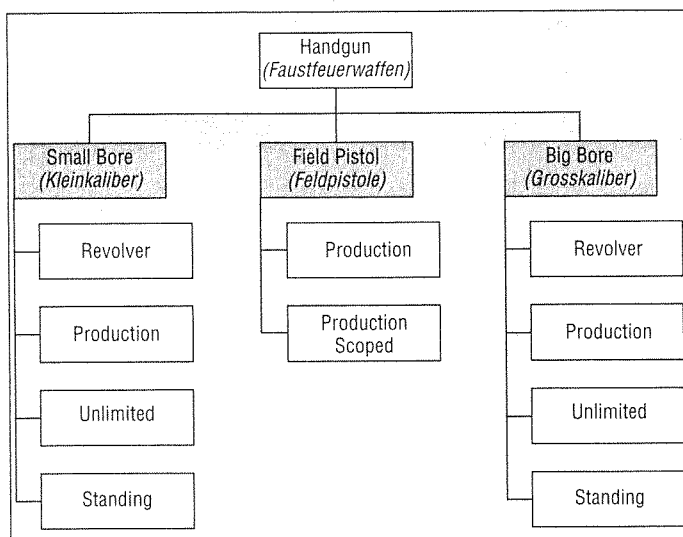 Handgun
(Faustfeuerwaffen)
Small Bore
(Kleinkaliber)
Revolver
Production
Unlimited
Standing
Field Pistol
(Feldpistole)
Production
Production
Scoped
Big Bore
(Grosskaliber)
Revolver
Production
Unlimited
Standing